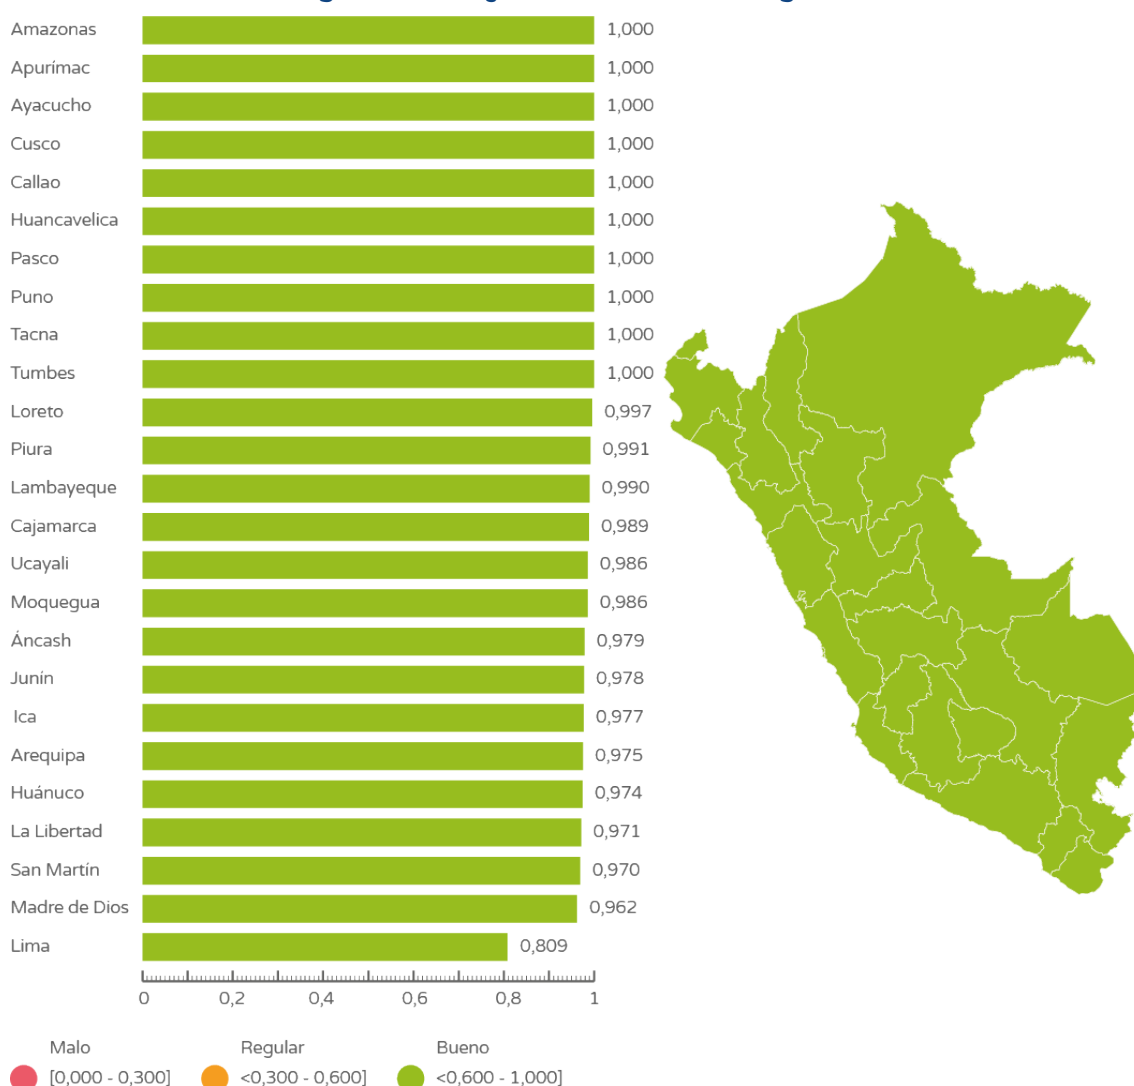 Amazonas 1,000
Apurímac 1,000
Ayacucho 1,000
Cusco 1,000
Callao 1,000
Huancavelica 1,000
Pasco 1,000
Puno 1,000
Tacna 1,000
Tumbes 1,000
Loreto 0,997
Piura 0,991
Lambayeque 0,990
Cajamarca 0,989
Ucayali 0,986
Moquegua 0,986
Áncash 0,979
Junín 0,978
Ica 0,977
Arequipa 0,975
Huánuco 0,974
La Libertad 0,971
San Martín 0,970
Madre de Dios 0,962
Lima 0,809
0 0,2 0,4 0,6 0,8 1
Malo Regular Bueno
[0,000 - 0,300] <0,300 - 0,600] <0,600 - 1,000]